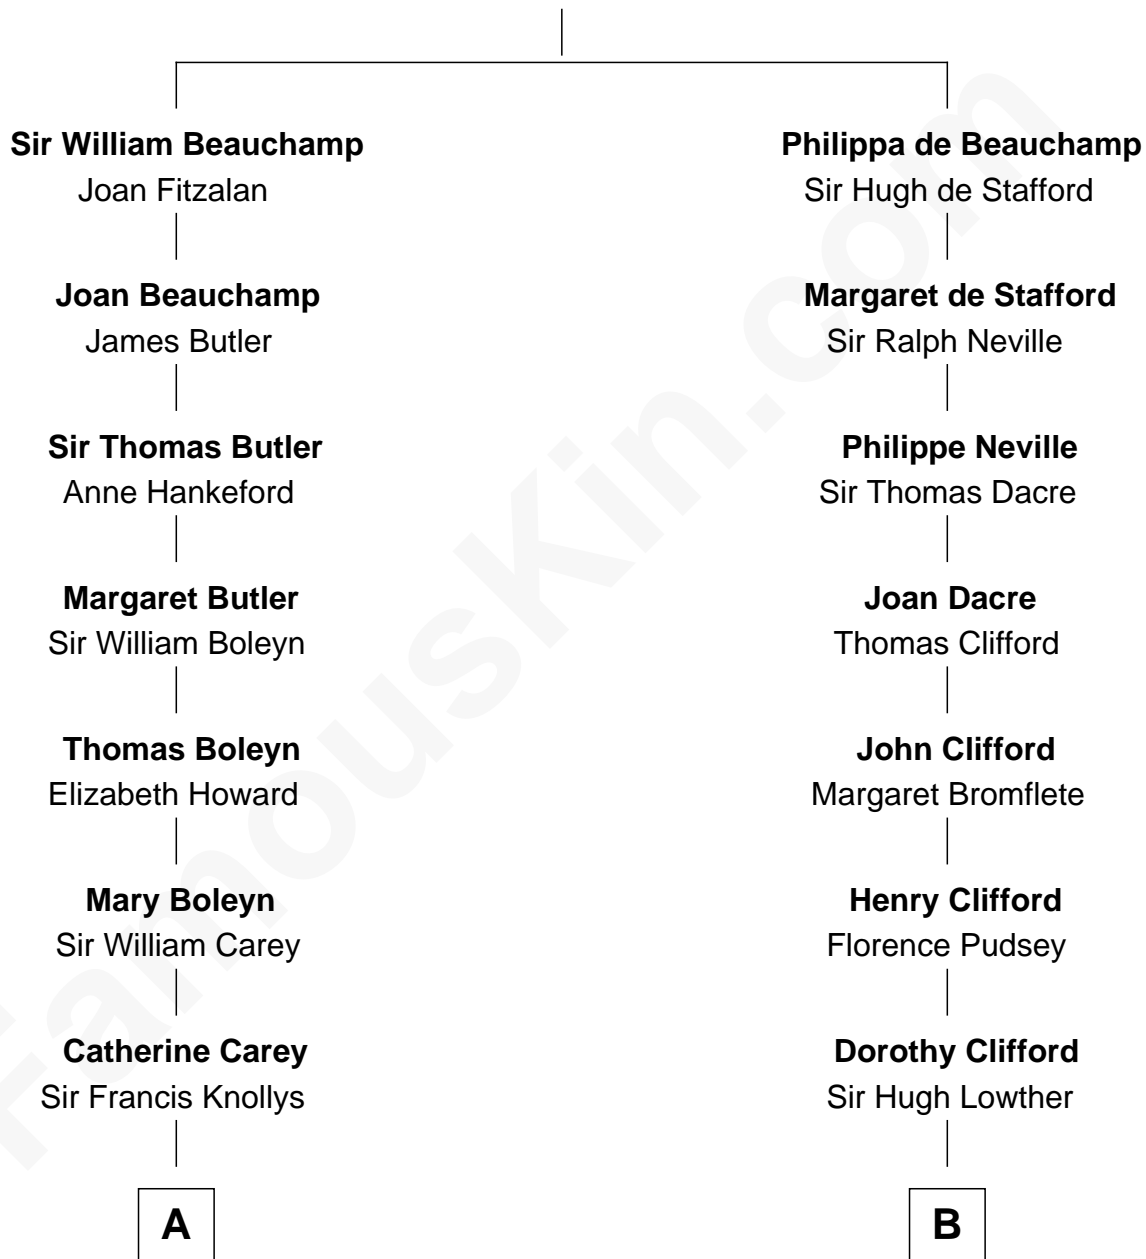 Sir William Beauchamp
Joan Fitzalan
Joan Beauchamp
James Butler
Sir Thomas Butler
Anne Hankeford
Margaret Butler
Sir William Boleyn
Thomas Boleyn
Elizabeth Howard
Mary Boleyn
Sir William Carey
Catherine Carey
Sir Francis Knollys
A
Philippa de Beauchamp
Sir Hugh de Stafford
Margaret de Stafford
Sir Ralph Neville
Philippe Neville
Sir Thomas Dacre
Joan Dacre
Thomas Clifford
John Clifford
Margaret Bromflete
Henry Clifford
Florence Pudsey
Dorothy Clifford
Sir Hugh Lowther
B
FamousKin.com